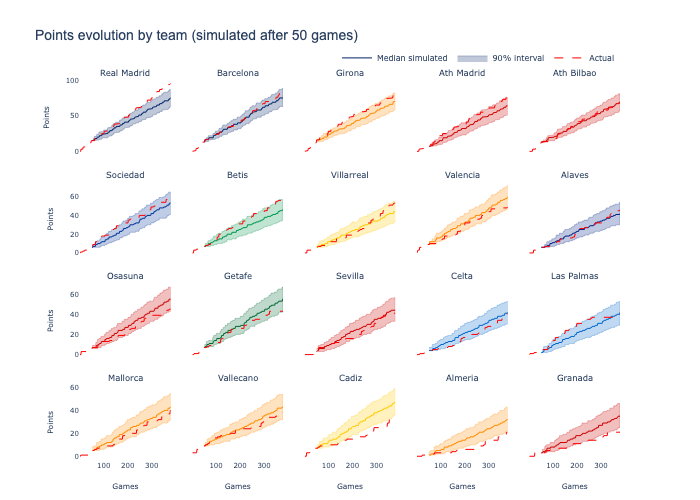 Points evolution by team (simulated after 50 games)
Median simulated 90% interval Actual
Real Madrid Barcelona Girona Ath Madrid Ath Bilbao
100
50
0
Points
Sociedad Betis Villarreal Valencia Alaves
60
40
20
0
Points
Osasuna Getafe Sevilla Celta Las Palmas
60
40
20
0
Points
Mallorca Vallecano Cadiz Almeria Granada
60
40
20
0
Points
100 200 300 100 200 300 100 200 300 100 200 300 100 200 300
Games Games Games Games Games